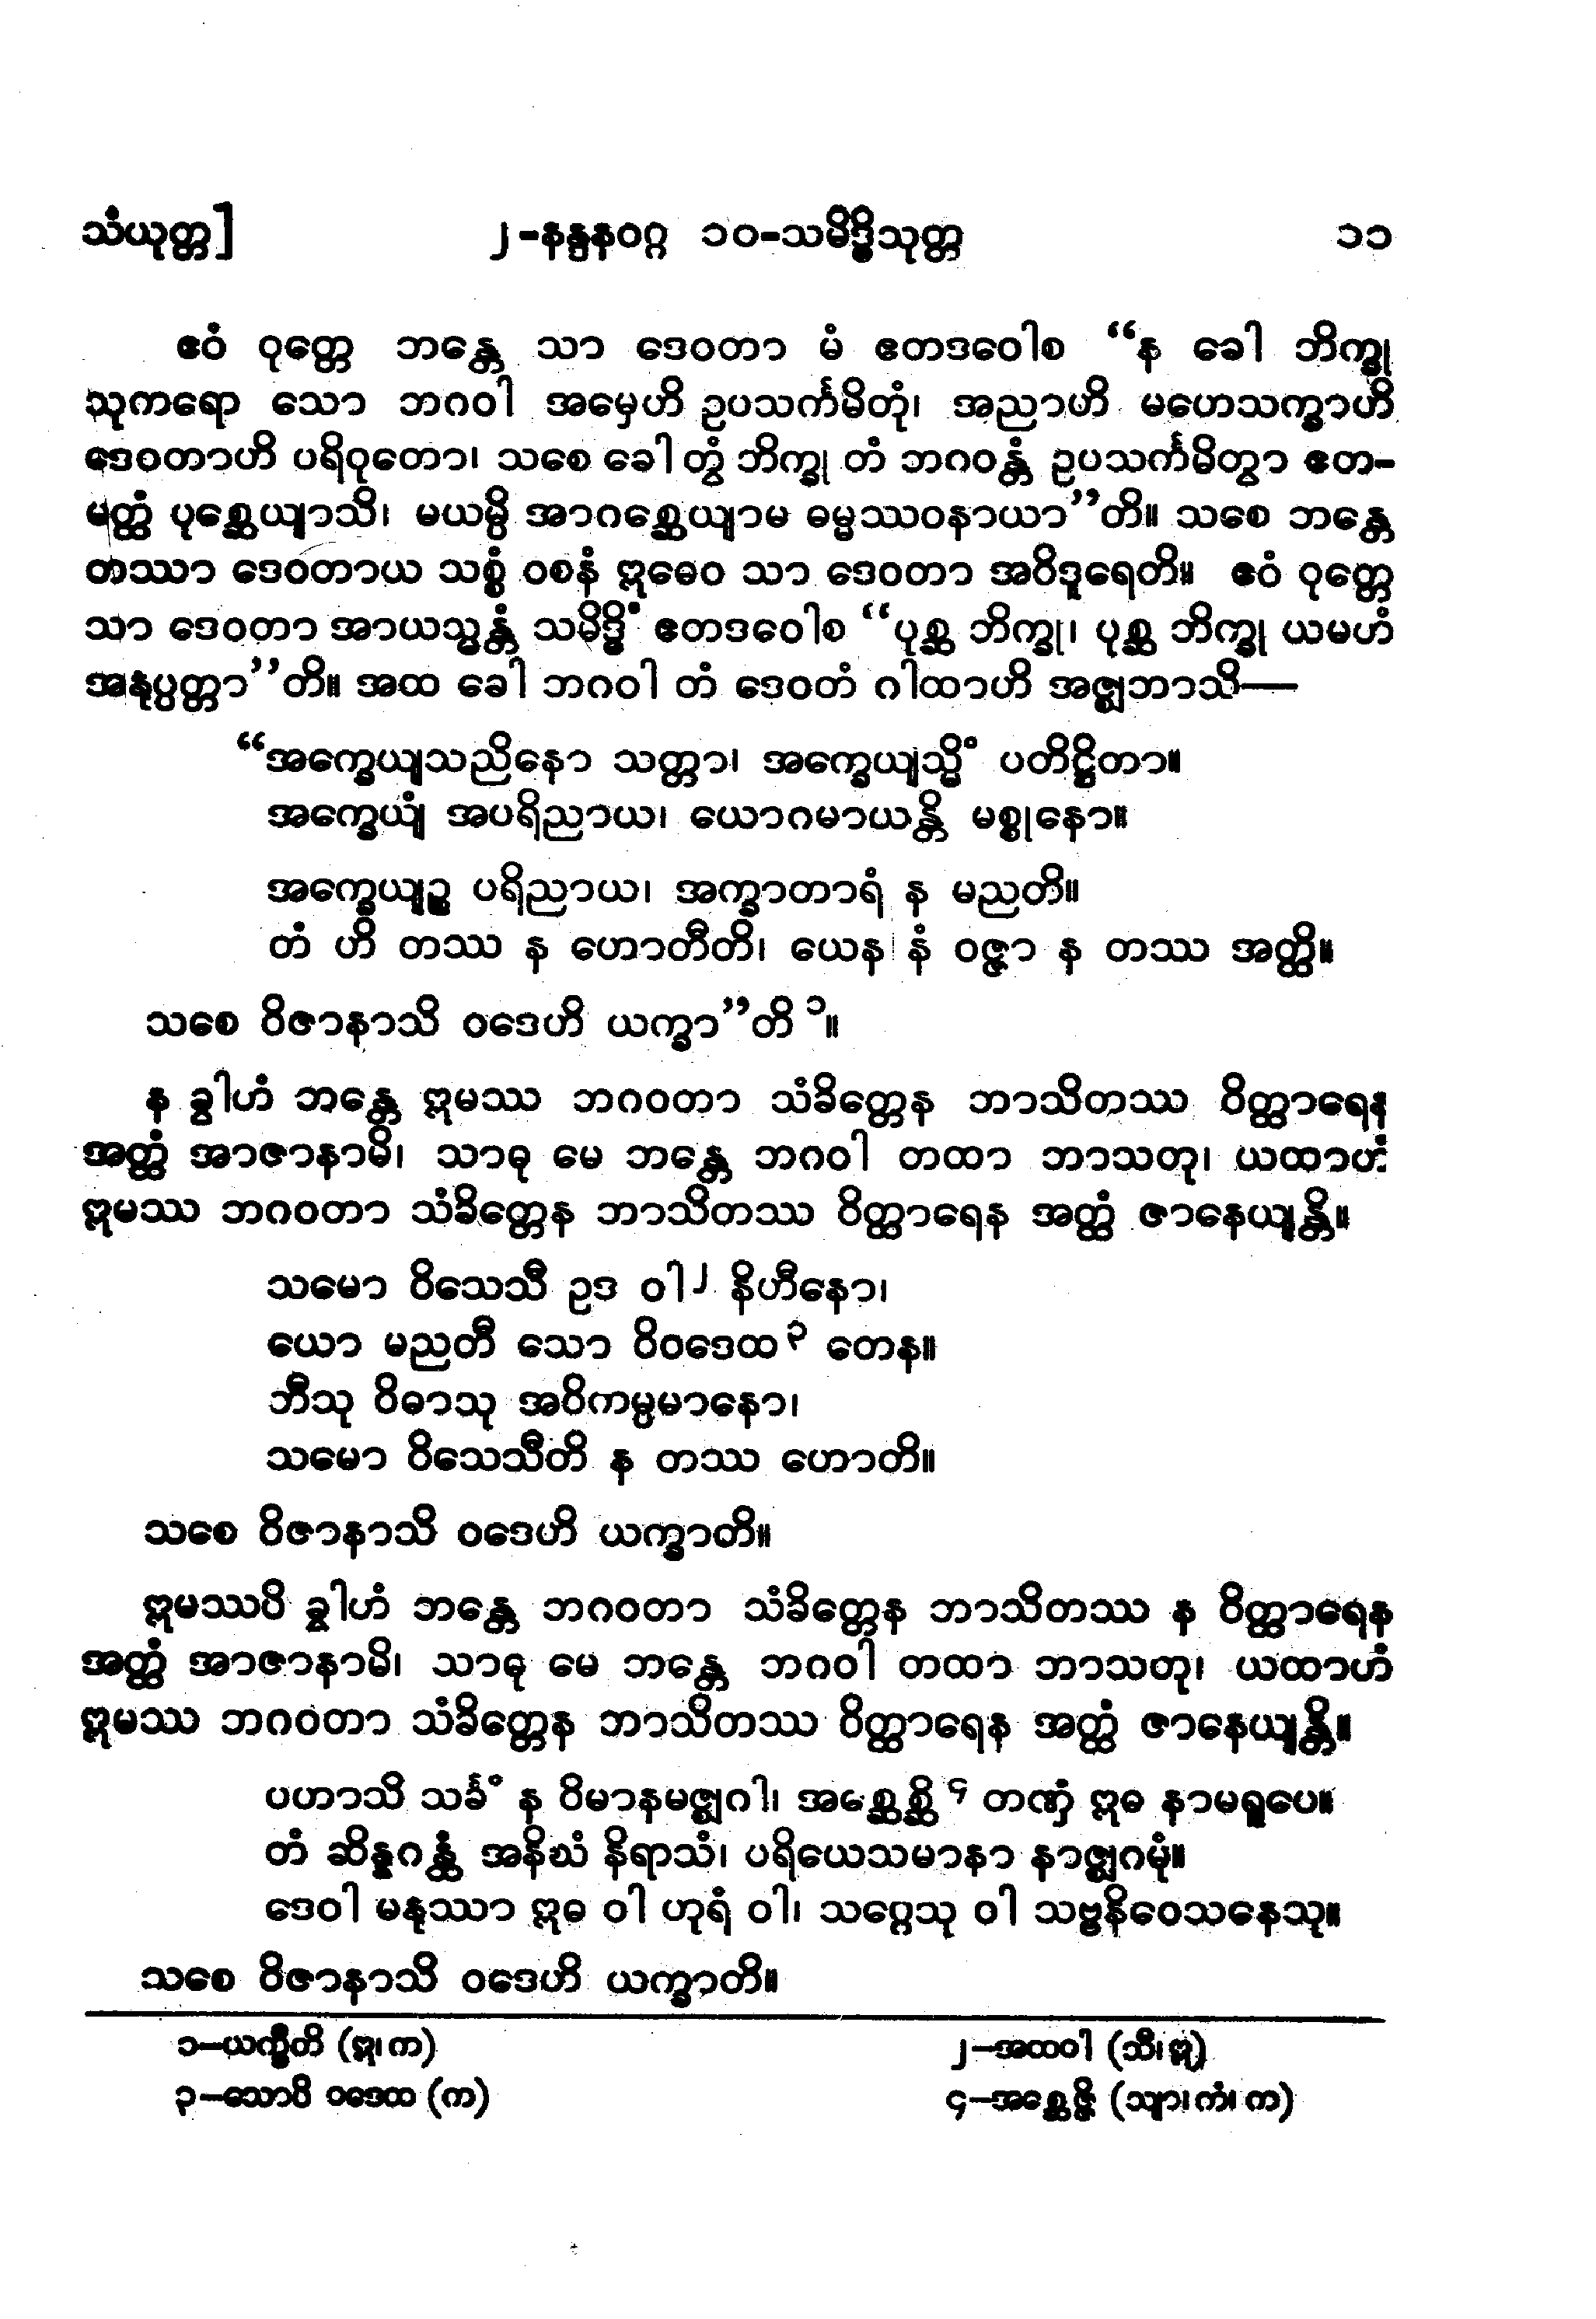 သံယုတ္တ] ၂-နန္ဒနဝဂ္ဂ ၁၀-သမိဒ္ဓိသုတ္တ ၁၁
ဧဝံ ဝုတ္တေ ဘန္တေ သာ ဒေဝတာ မံ ဧတဒဝေါစ “န ခေါ ဘိက္ခု
သုကရော သော ဘဂဝါ အမှေဟိ ဥပသင်္ကမိတုံ၊ အညာဟိ မဟေသက္ခာဟိ
ဒေဝတာဟိ ပရိဝုတော၊ သစေ ခေါ တွံ ဘိက္ခု တံ ဘဂဝန္တံ ဥပသင်္ကမိတွာ ဧတ-
မတ္ထံ ပုစ္ဆေယျာသိ၊ မယမ္ပိ အာဂစ္ဆေယျာမ ဓမ္မဿဝနာယာ”တိ။ သစေ ဘန္တေ
တဿာ ဒေဝတာယ သစ္စံ ဝစနံ ဣဓေဝ သာ ဒေဝတာ အဝိဒူရေတိ။ ဧဝံ ဝုတ္တေ
သာ ဒေဝတာ အာယသ္မန္တံ သမိဒ္ဓိံ ဧတဒဝေါစ “ပုစ္ဆ ဘိက္ခု၊ ပုစ္ဆ ဘိက္ခု ယမဟံ
အနုပ္ပတ္တာ”တိ။ အထ ခေါ ဘဂဝါ တံ ဒေဝတံ ဂါထာဟိ အဇ္ဈဘာသိ—
“အက္ခေယျသညိနော သတ္တာ၊ အက္ခေယျသ္မိံ ပတိဋ္ဌိတာ။
အက္ခေယျံ အပရိညာယ၊ ယောဂမာယန္တိ မစ္စုနော။
အက္ခေယျဉ္စ ပရိညာယ၊ အက္ခာတာရံ န မညတိ။
တံ ဟိ တဿ န ဟောတီတိ၊ ယေန နံ ဝဇ္ဇာ န တဿ အတ္ထိ။
သစေ ဝိဇာနာသိ ဝဒေဟိ ယက္ခာ”တိ ၁။
န ခွါဟံ ဘန္တေ ဣမဿ ဘဂဝတာ သံခိတ္တေန ဘာသိတဿ ဝိတ္ထာရေန
အတ္ထံ အာဇာနာမိ၊ သာဓု မေ ဘန္တေ ဘဂဝါ တထာ ဘာသတု၊ ယထာဟံ
ဣမဿ ဘဂဝတာ သံခိတ္တေန ဘာသိတဿ ဝိတ္ထာရေန အတ္ထံ ဇာနေယျန္တိ။
သမော ဝိသေသီ ဥဒ ဝါ၂ နိဟီနော၊
ယော မညတီ သော ဝိဝဒေထ၃ တေန။
ဘီသု ဝိဓာသု အဝိကမ္ပမာနော၊
သမော ဝိသေသီတိ န တဿ ဟောတိ။
သစေ ဝိဇာနာသိ ဝဒေဟိ ယက္ခာတိ။
ဣမဿပိ ခွါဟံ ဘန္တေ ဘဂဝတာ သံခိတ္တေန ဘာသိတဿ န ဝိတ္ထာရေန
အတ္ထံ အာဇာနာမိ၊ သာဓု မေ ဘန္တေ ဘဂဝါ တထာ ဘာသတု၊ ယထာဟံ
ဣမဿ ဘဂဝတာ သံခိတ္တေန ဘာသိတဿ ဝိတ္ထာရေန အတ္ထံ ဇာနေယျန္တိ။
ပဟာသိ သင်္ခံ န ဝိမာနမဇ္ဈဂါ၊ အစ္ဆေစ္ဆိ၄ တဏှံ ဣဓ နာမရူပေ။
တံ ဆိန္နဂန္ထံ အနိဃံ နိရာသံ၊ ပရိယေသမာနာ နာဇ္ဈဂမုံ။
ဒေဝါ မနုဿာ ဣဓ ဝါ ဟုရံ ဝါ၊ သဂ္ဂေသု ဝါ သဗ္ဗနိဝေသနေသု။
သစေ ဝိဇာနာသိ ဝဒေဟိ ယက္ခာတိ။
၁—ယက္ခီတိ (ဣ၊ က) ၂—အထဝါ (သီ၊ ဣ)
၃—သောပိ ဝဒေထ (က) ၄—အစ္ဆေဇ္ဇိ (သျာ၊ ကံ၊ က)